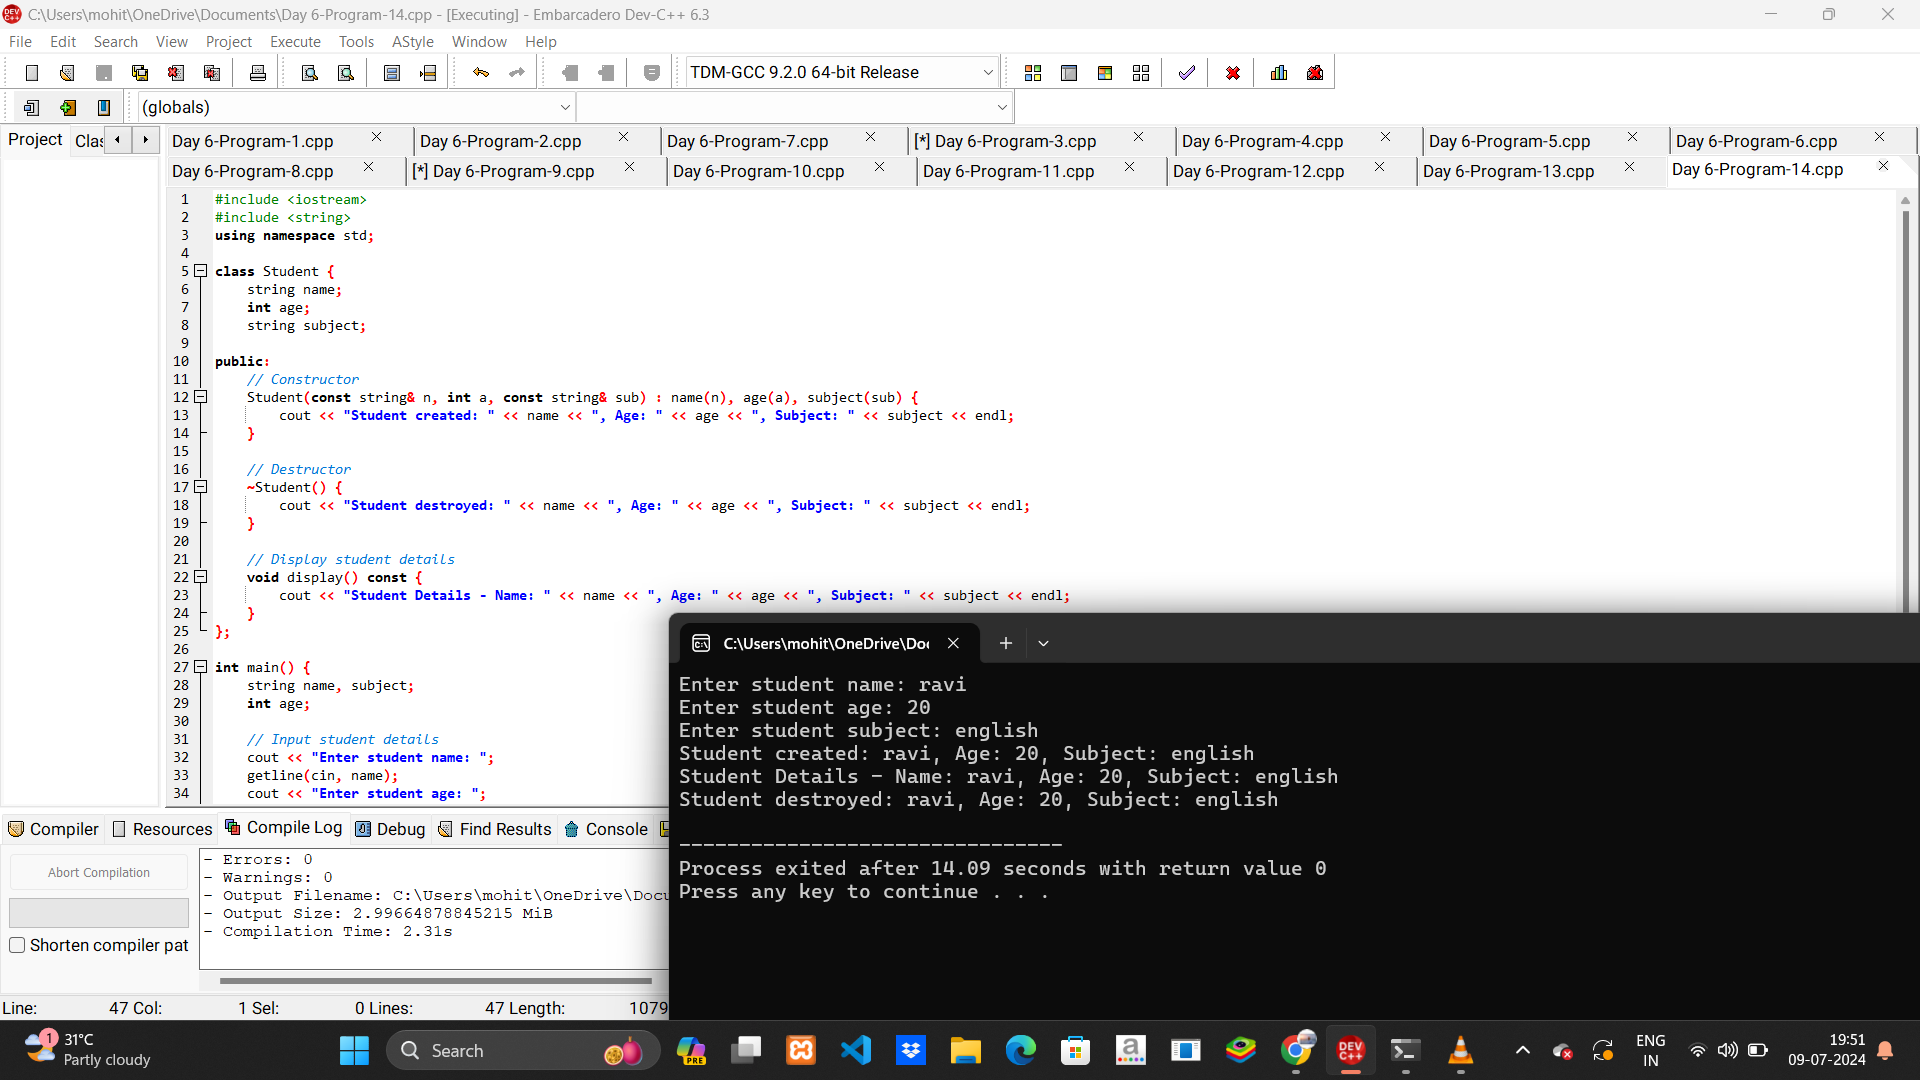 C:\Users\mohit\OneDrive\Documents\Day 6-Program-14.cpp - [Executing] - Embarcadero Dev-C++ 6.3
File Edit Search View Project Execute Tools AStyle Window Help
TDM-GCC 9.2.0 64-bit Release
(globals)
Project Clas
Day 6-Program-1.cpp Day 6-Program-2.cpp Day 6-Program-7.cpp [*] Day 6-Program-3.cpp Day 6-Program-4.cpp Day 6-Program-5.cpp Day 6-Program-6.cpp
Day 6-Program-8.cpp [*] Day 6-Program-9.cpp Day 6-Program-10.cpp Day 6-Program-11.cpp Day 6-Program-12.cpp Day 6-Program-13.cpp Day 6-Program-14.cpp
1 #include <iostream>
2 #include <string>
3 using namespace std;
4
5 class Student {
6 string name;
7 int age;
8 string subject;
9
10 public:
11 // Constructor
12 Student(const string& n, int a, const string& sub) : name(n), age(a), subject(sub) {
13 cout << "Student created: " << name << ", Age: " << age << ", Subject: " << subject << endl;
14 }
15
16 // Destructor
17 ~Student() {
18 cout << "Student destroyed: " << name << ", Age: " << age << ", Subject: " << subject << endl;
19 }
20
21 // Display student details
22 void display() const {
23 cout << "Student Details - Name: " << name << ", Age: " << age << ", Subject: " << subject << endl;
24 }
25 };
26
27 int main() {
28 string name, subject;
29 int age;
30
31 // Input student details
32 cout << "Enter student name: ";
33 getline(cin, name);
34 cout << "Enter student age: ";
C:\Users\mohit\OneDrive\Doc
Enter student name: ravi
Enter student age: 20
Enter student subject: english
Student created: ravi, Age: 20, Subject: english
Student Details - Name: ravi, Age: 20, Subject: english
Student destroyed: ravi, Age: 20, Subject: english
--------------------------------
Process exited after 14.09 seconds with return value 0
Press any key to continue . . .
Compiler Resources Compile Log Debug Find Results Console
Abort Compilation
Shorten compiler pat
- Errors: 0
- Warnings: 0
- Output Filename: C:\Users\mohit\OneDrive\Docu
- Output Size: 2.99664878845215 MiB
- Compilation Time: 2.31s
Line: 47 Col: 1 Sel: 0 Lines: 47 Length: 1079
1
31°C
Partly cloudy
Search
PRE
DEV C++
ENG
IN
19:51
09-07-2024